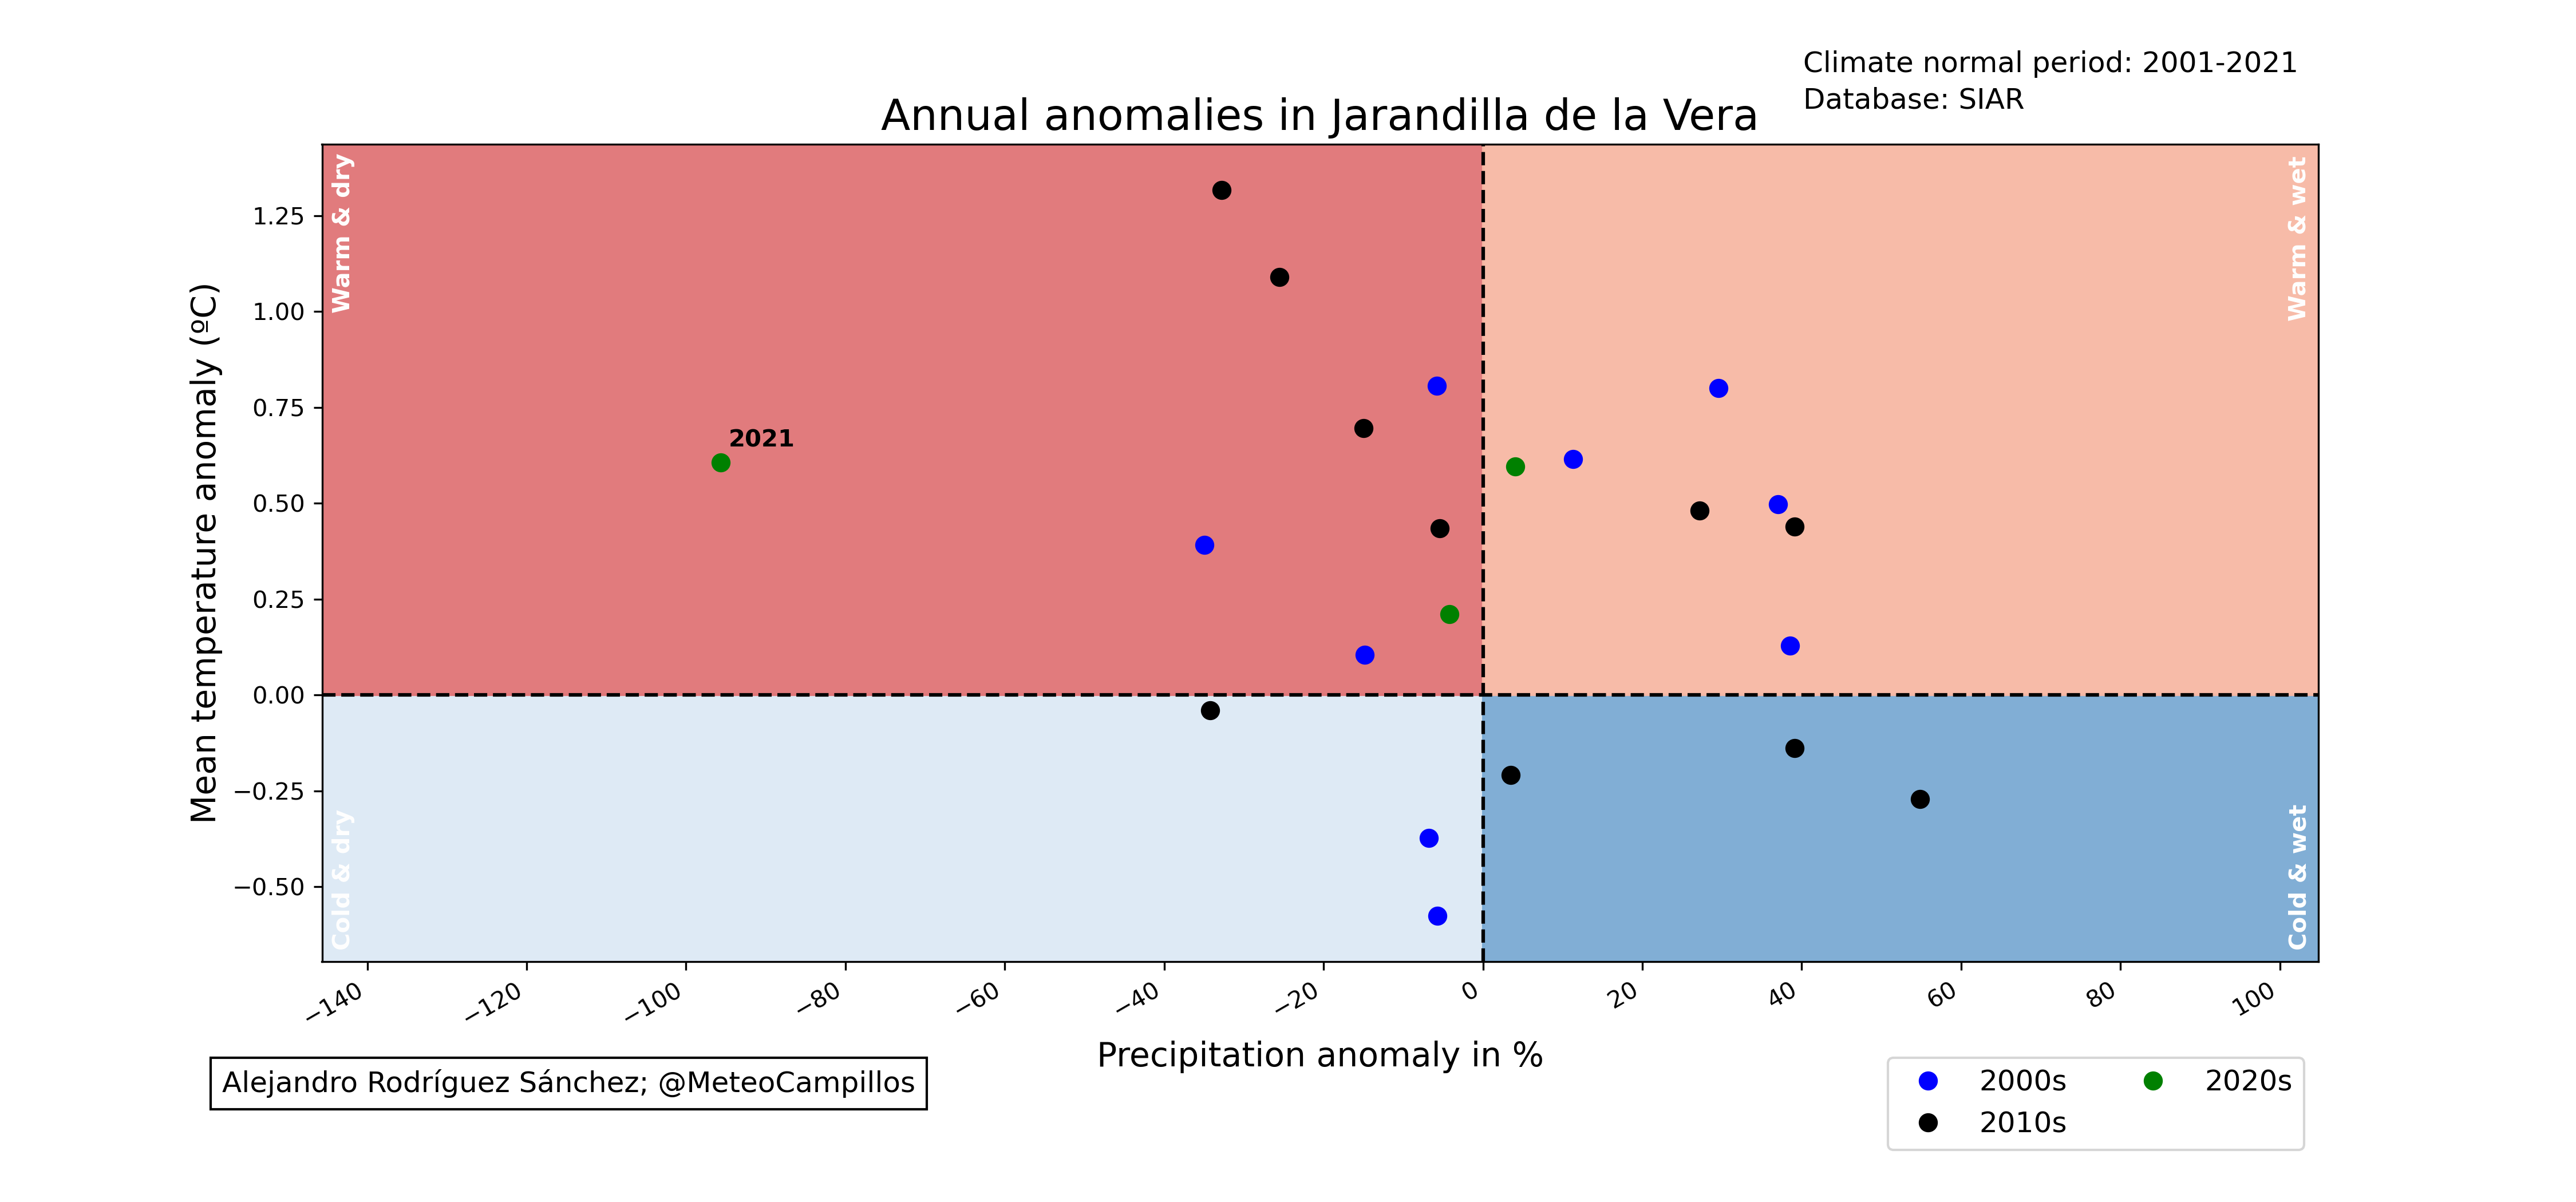 Climate normal period: 2001-2021
Database: SIAR
Annual anomalies in Jarandilla de la Vera
Warm & dry
Warm & wet
Cold & dry
Cold & wet
Mean temperature anomaly (ºC)
1.25
1.00
0.75
0.50
0.25
0.00
−0.25
−0.50
2021
−140
−120
−100
−80
−60
−40
−20
0
20
40
60
80
100
Precipitation anomaly in %
Alejandro Rodríguez Sánchez; @MeteoCampillos
2000s
2010s
2020s